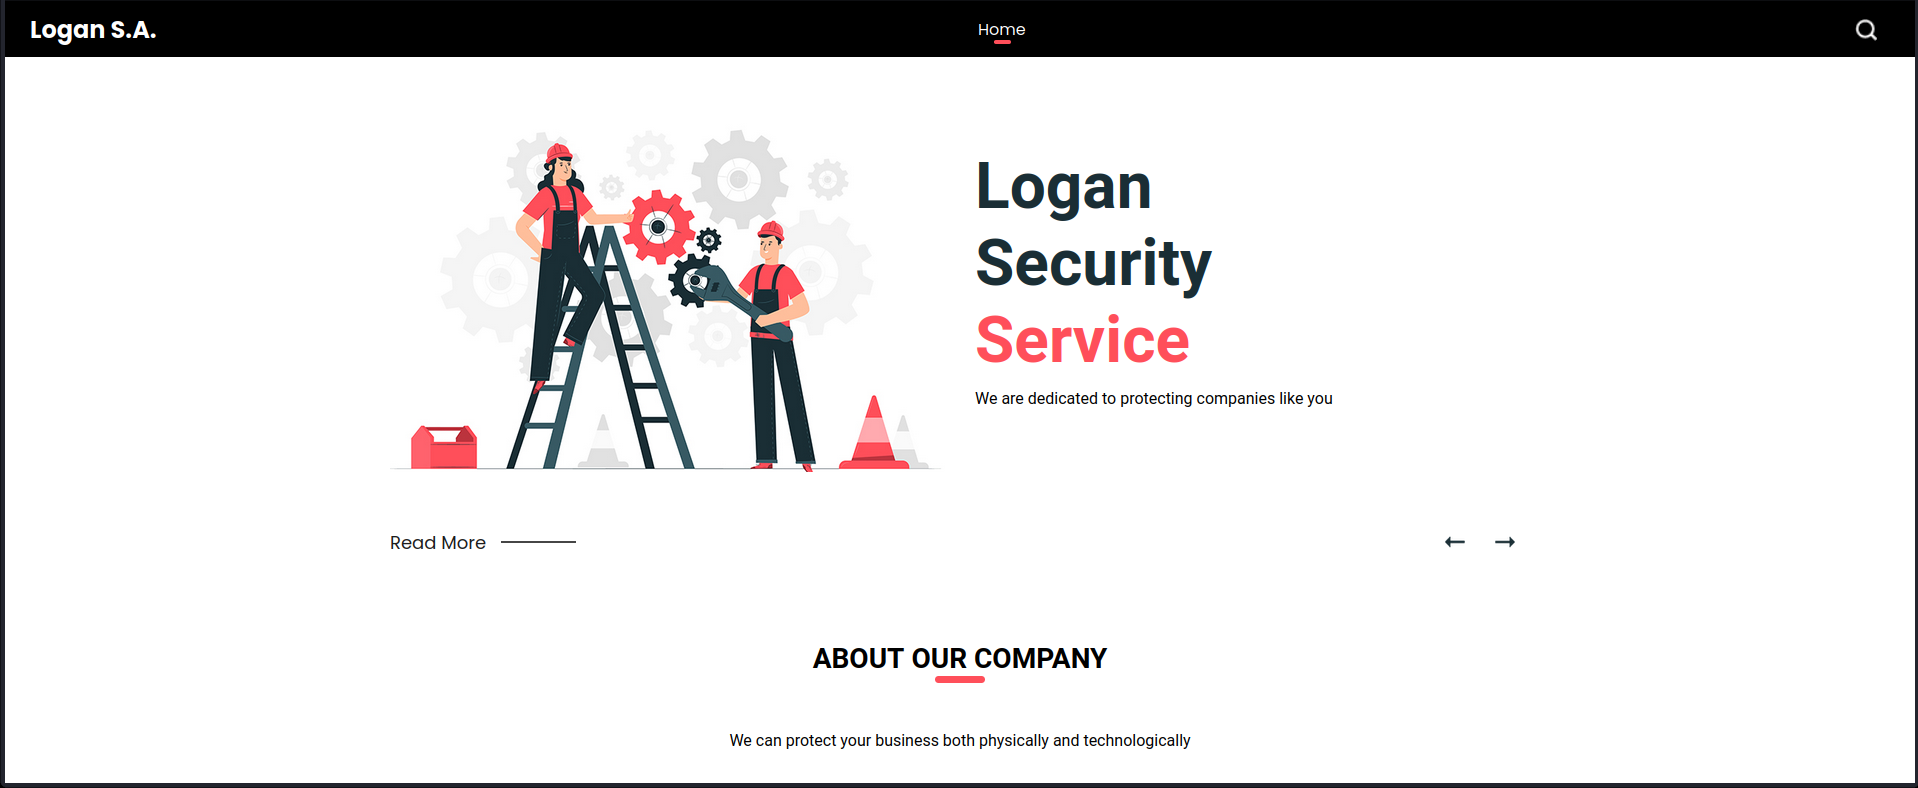 Logan S.A.
Home
Logan
Security
Service
We are dedicated to protecting companies like you
Read More
ABOUT OUR COMPANY
We can protect your business both physically and technologically